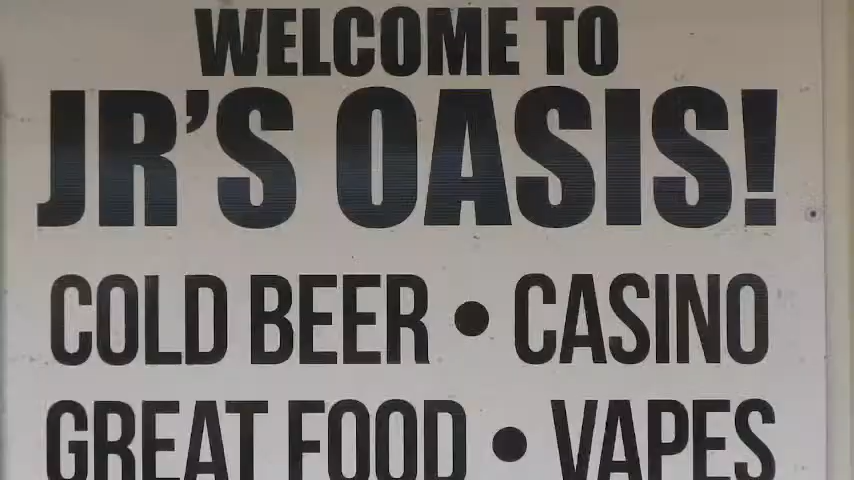 WELCOME TO
JR'S OASIS!
COLD BEER • CASINO
GREAT FOOD • VAPES